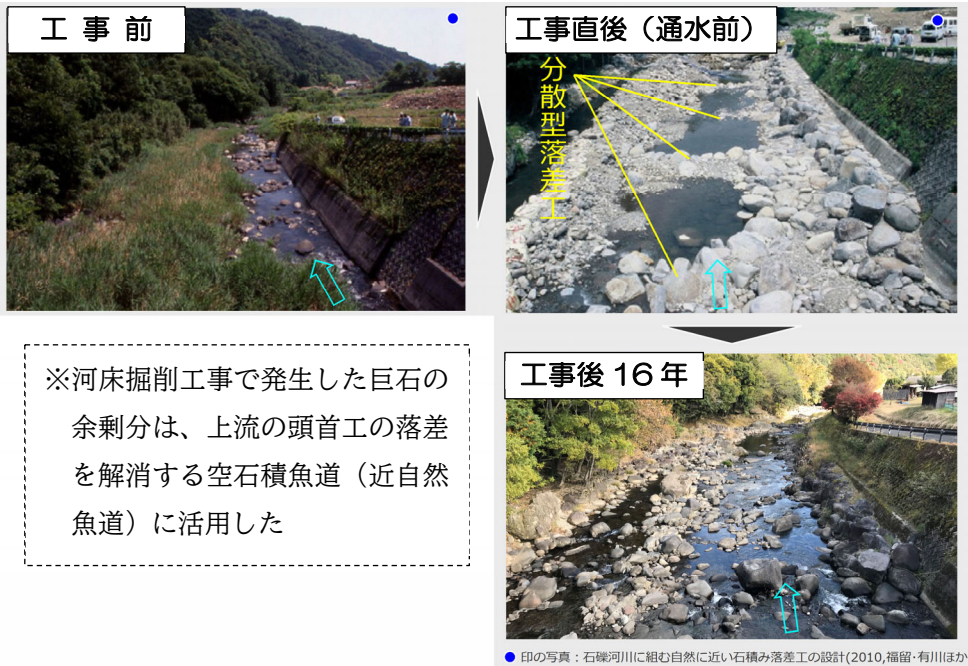 工事前
工事直後（通水前）
分散型落差工
※河床掘削工事で発生した巨石の
余剰分は、上流の頭首工の落差
を解消する空石積魚道（近自然
魚道）に活用した
工事後16年
●印の写真：石礫河川に組む自然に近い石積み落差工の設計(2010,福留･有川ほか